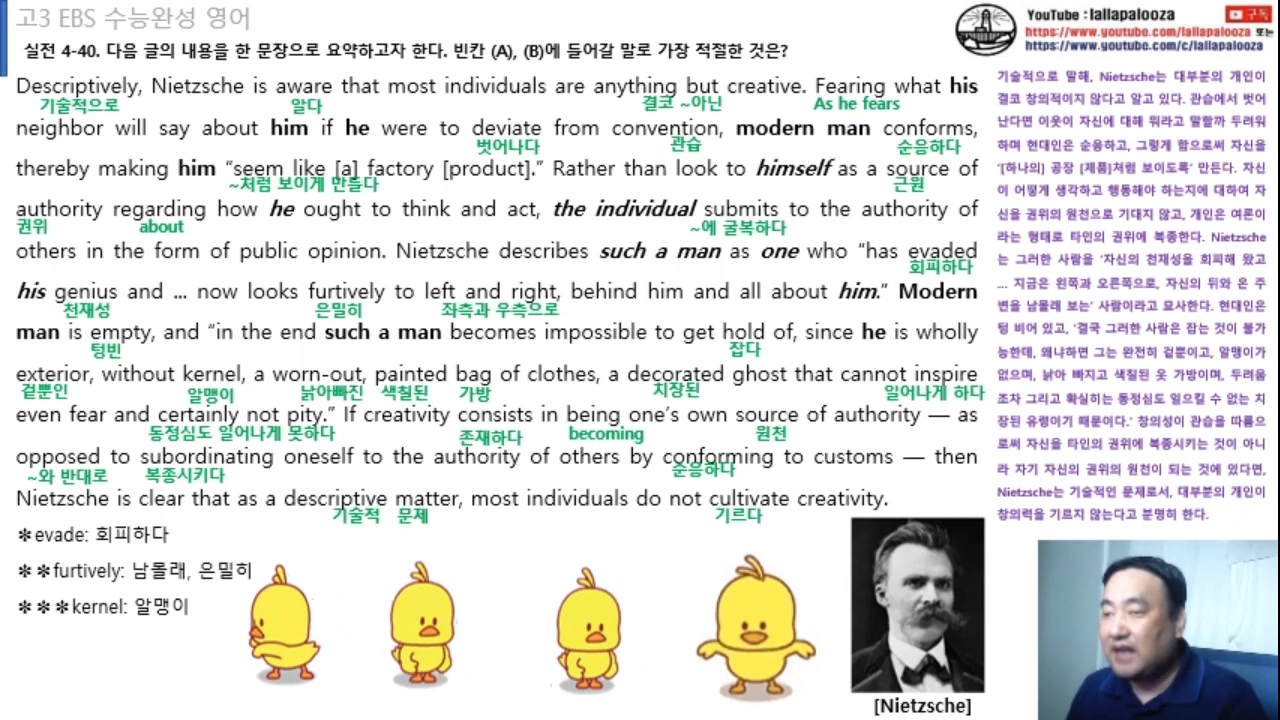 고3 EBS 수능완성 영어
실전 4-40. 다음 글의 내용을 한 문장으로 요약하고자 한다. 빈칸 (A), (B)에 들어갈 말로 가장 적절한 것은?
YouTube : lallapalooza 구독
https://www.youtube.com/lallapalooza 또는
https://www.youtube.com/c/lallapalooza
Descriptively, Nietzsche is aware that most individuals are anything but creative. Fearing what his
기술적으로 알다 결코 ~아닌 As he fears
neighbor will say about him if he were to deviate from convention, modern man conforms,
벗어나다 관습 순응하다
thereby making him “seem like [a] factory [product].” Rather than look to himself as a source of
~처럼 보이게 만들다 근원
authority regarding how he ought to think and act, the individual submits to the authority of
권위 about ~에 굴복하다
others in the form of public opinion. Nietzsche describes such a man as one who “has evaded
회피하다
his genius and ... now looks furtively to left and right, behind him and all about him.” Modern
천재성 은밀히 좌측과 우측으로
man is empty, and “in the end such a man becomes impossible to get hold of, since he is wholly
텅빈 잡다
exterior, without kernel, a worn-out, painted bag of clothes, a decorated ghost that cannot inspire
겉뿐인 알맹이 낡아빠진 색칠된 가방 치장된 일어나게 하다
even fear and certainly not pity.” If creativity consists in being one’s own source of authority — as
동정심도 일어나게 못하다 존재하다 becoming 원천
opposed to subordinating oneself to the authority of others by conforming to customs — then
~와 반대로 복종시키다 순응하다
Nietzsche is clear that as a descriptive matter, most individuals do not cultivate creativity.
기술적 문제 기르다
∗evade: 회피하다
∗∗furtively: 남몰래, 은밀히
∗∗∗kernel: 알맹이
기술적으로 말해, Nietzsche는 대부분의 개인이
결코 창의적이지 않다고 알고 있다. 관습에서 벗어
난다면 이웃이 자신에 대해 뭐라고 말할까 두려워
하며 현대인은 순응하고, 그렇게 함으로써 자신을
‘[하나의] 공장 [제품]처럼 보이도록’ 만든다. 자신
이 어떻게 생각하고 행동해야 하는지에 대하여 자
신을 권위의 원천으로 기대지 않고, 개인은 여론이
라는 형태로 타인의 권위에 복종한다. Nietzsche
는 그러한 사람을 ‘자신의 천재성을 회피해 왔고
... 지금은 왼쪽과 오른쪽으로, 자신의 뒤와 온 주
변을 남몰래 보는’ 사람이라고 묘사한다. 현대인은
텅 비어 있고, ‘결국 그러한 사람은 잡는 것이 불가
능한데, 왜냐하면 그는 완전히 겉뿐이고, 알맹이가
없으며, 낡아 빠지고 색칠된 옷 가방이며, 두려움
조차 그리고 확실히는 동정심도 일으킬 수 없는 치
장된 유령이기 때문이다.’ 창의성이 관습을 따름으
로써 자신을 타인의 권위에 복종시키는 것이 아니
라 자기 자신의 권위의 원천이 되는 것에 있다면,
Nietzsche는 기술적인 문제로서, 대부분의 개인이
창의력을 기르지 않는다고 분명히 한다.
[Nietzsche]